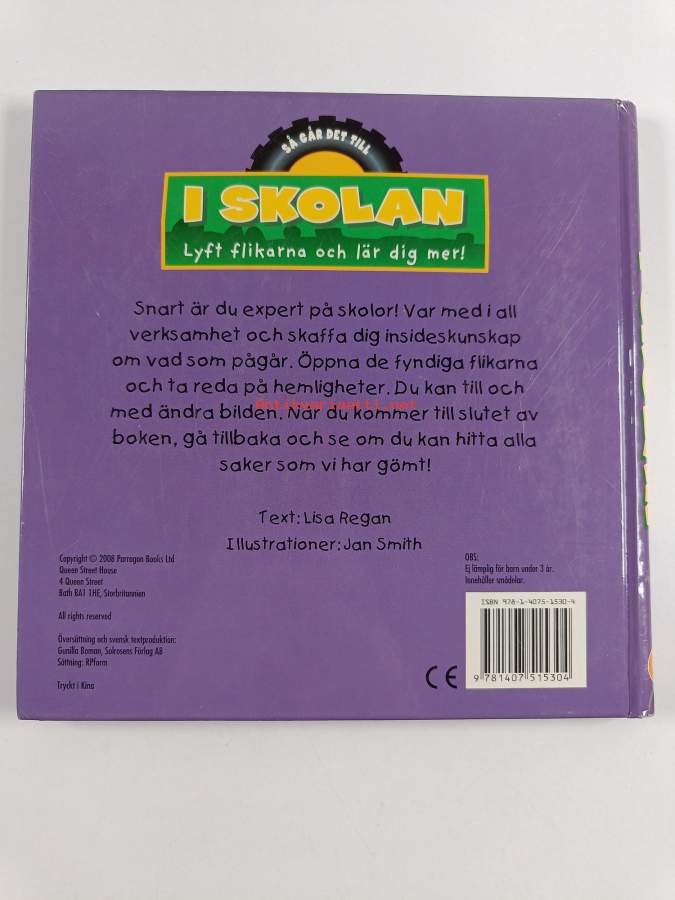 SÅ GÅR DET TILL
I SKOLAN
Lyft flikarna och lär dig mer!
Snart är du expert på skolor! Var med i all
verksamhet och skaffa dig insideskunskap
om vad som pågår. Öppna de fyndiga flikarna
och ta reda på hemligheter. Du kan till och
med ändra bilden. När du kommer till slutet av
boken, gå tillbaka och se om du kan hitta alla
saker som vi har gömt!
Text: Lisa Regan
Illustrationer: Jan Smith
Copyright © 2008 Parragon Books Ltd
Queen Street House
4 Queen Street
Bath BA1 1HE, Storbritannien
All rights reserved
Översättning och svensk textproduktion:
Gunilla Boman, Solrosens Förlag AB
Sättning: RPform
Tryckt i Kina
OBS:
Ej lämplig för barn under 3 år.
Innehåller smådelar.
ISBN 978-1-4075-1530-4
9 781407 515304
CE